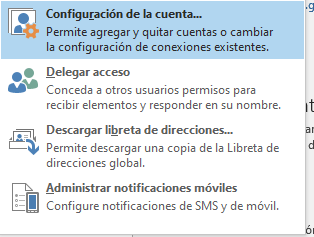 Configuración de la cuenta...
Permite agregar y quitar cuentas o cambiar
la configuración de conexiones existentes.
Delegar acceso
Conceda a otros usuarios permisos para
recibir elementos y responder en su nombre.
Descargar libreta de direcciones...
Permite descargar una copia de la Libreta de
direcciones global.
Administrar notificaciones móviles
Configure notificaciones de SMS y de móvil.